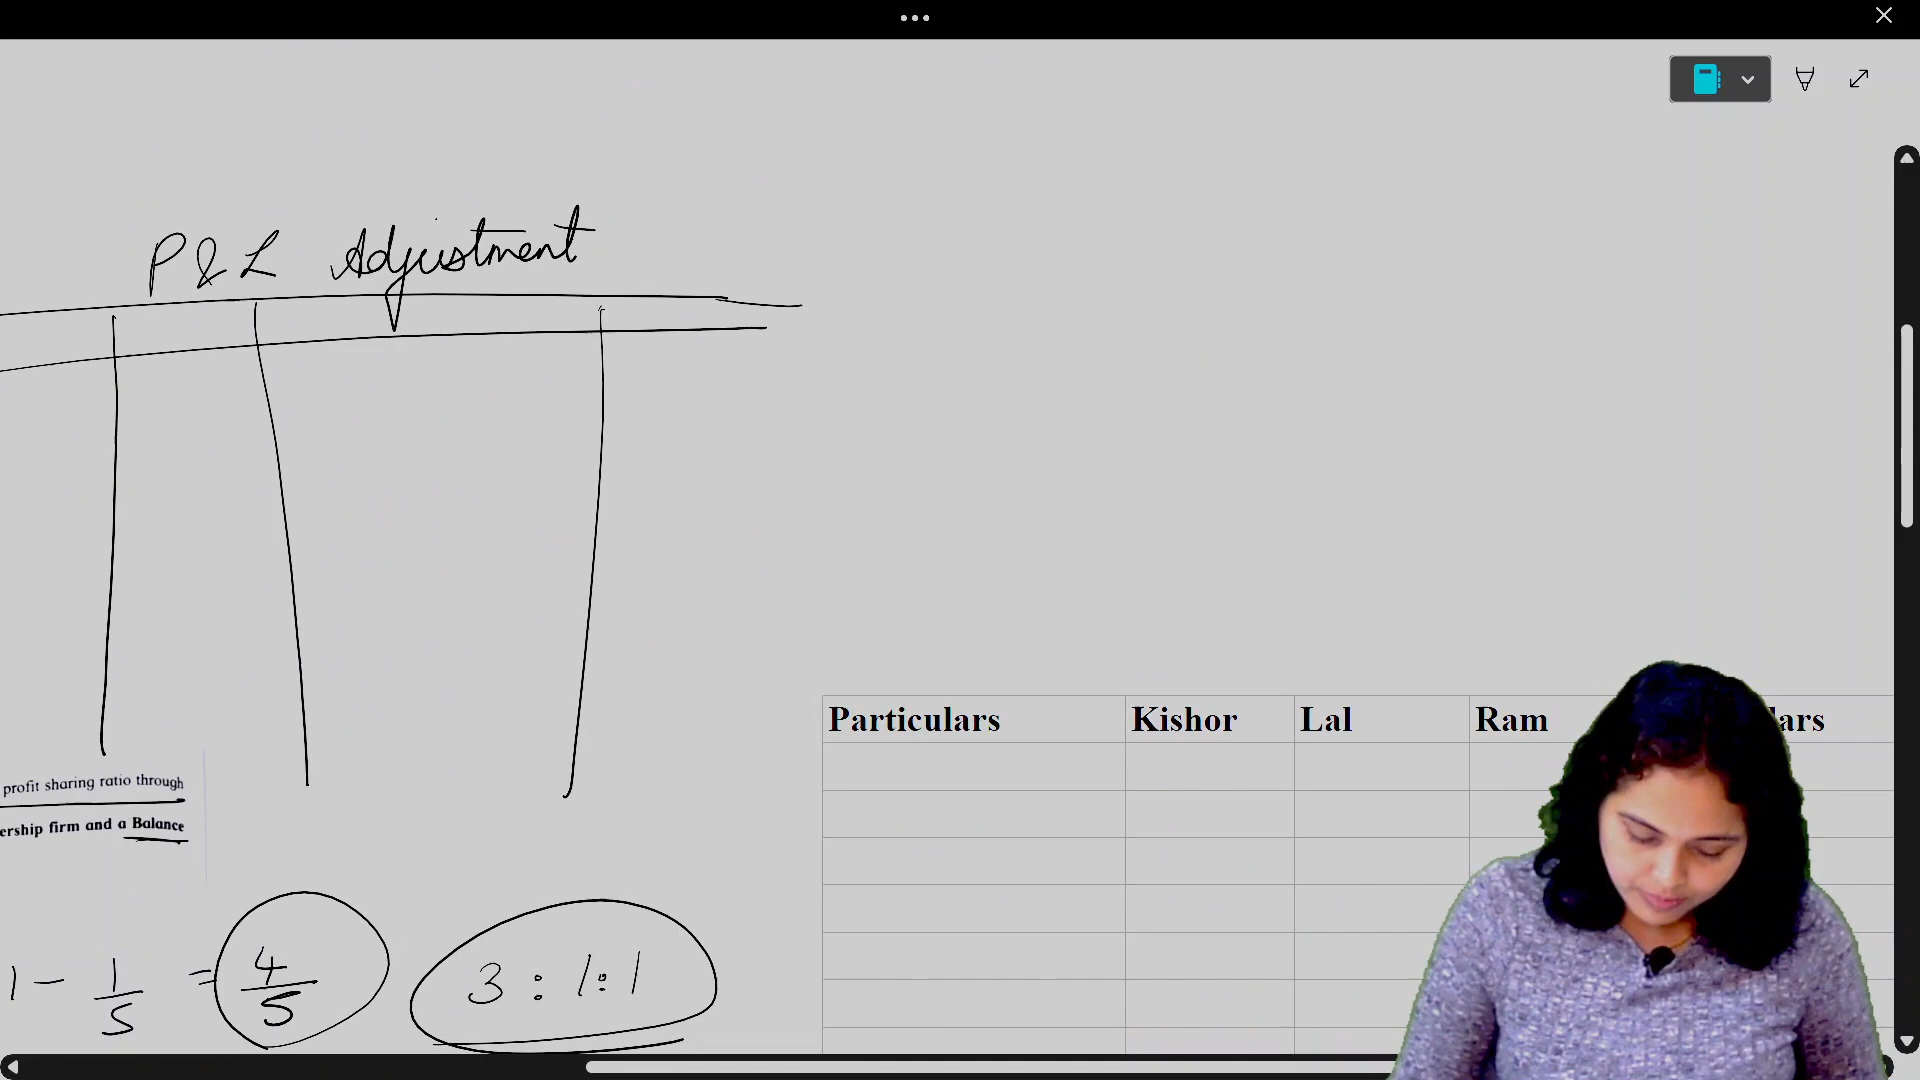 P & L Adjustment
Particulars Kishor Lal Ram lars
profit sharing ratio through
ership firm and a Balance
1 - 1/5 = 4/5 3 : 1 : 1